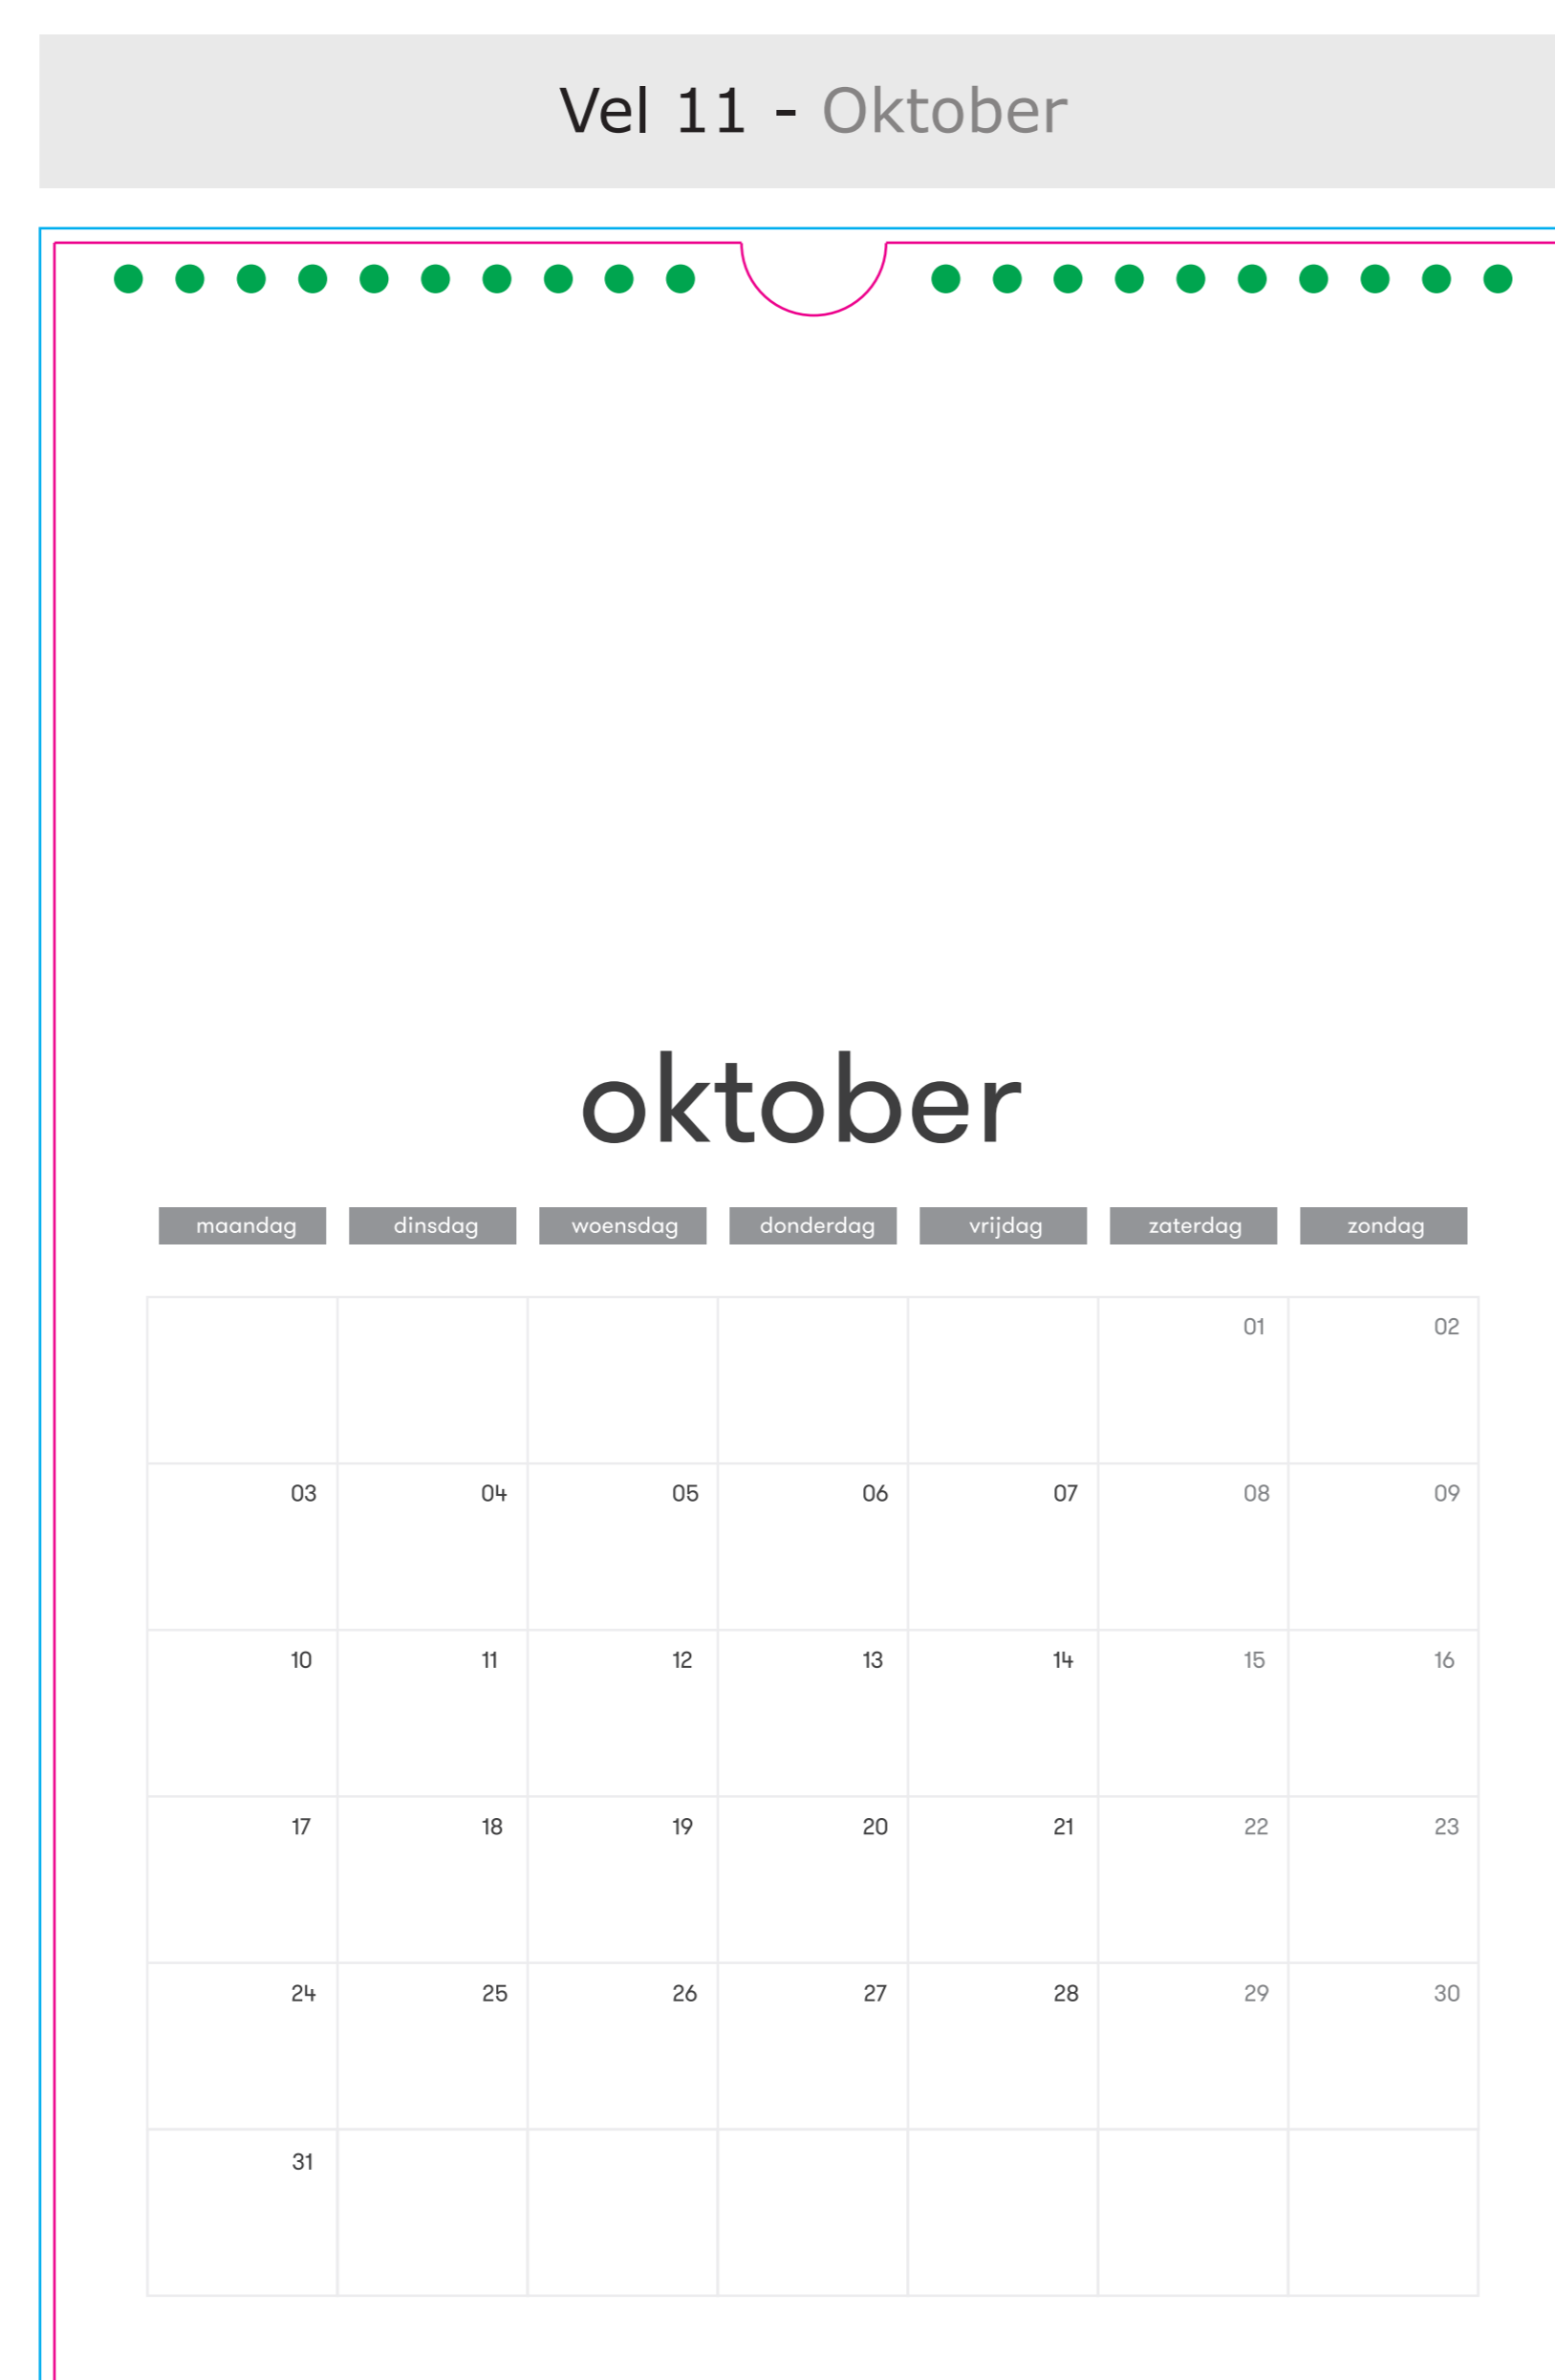 Vel 11 - Oktober
oktober
maandag dinsdag woensdag donderdag vrijdag zaterdag zondag
01 02
03 04 05 06 07 08 09
10 11 12 13 14 15 16
17 18 19 20 21 22 23
24 25 26 27 28 29 30
31